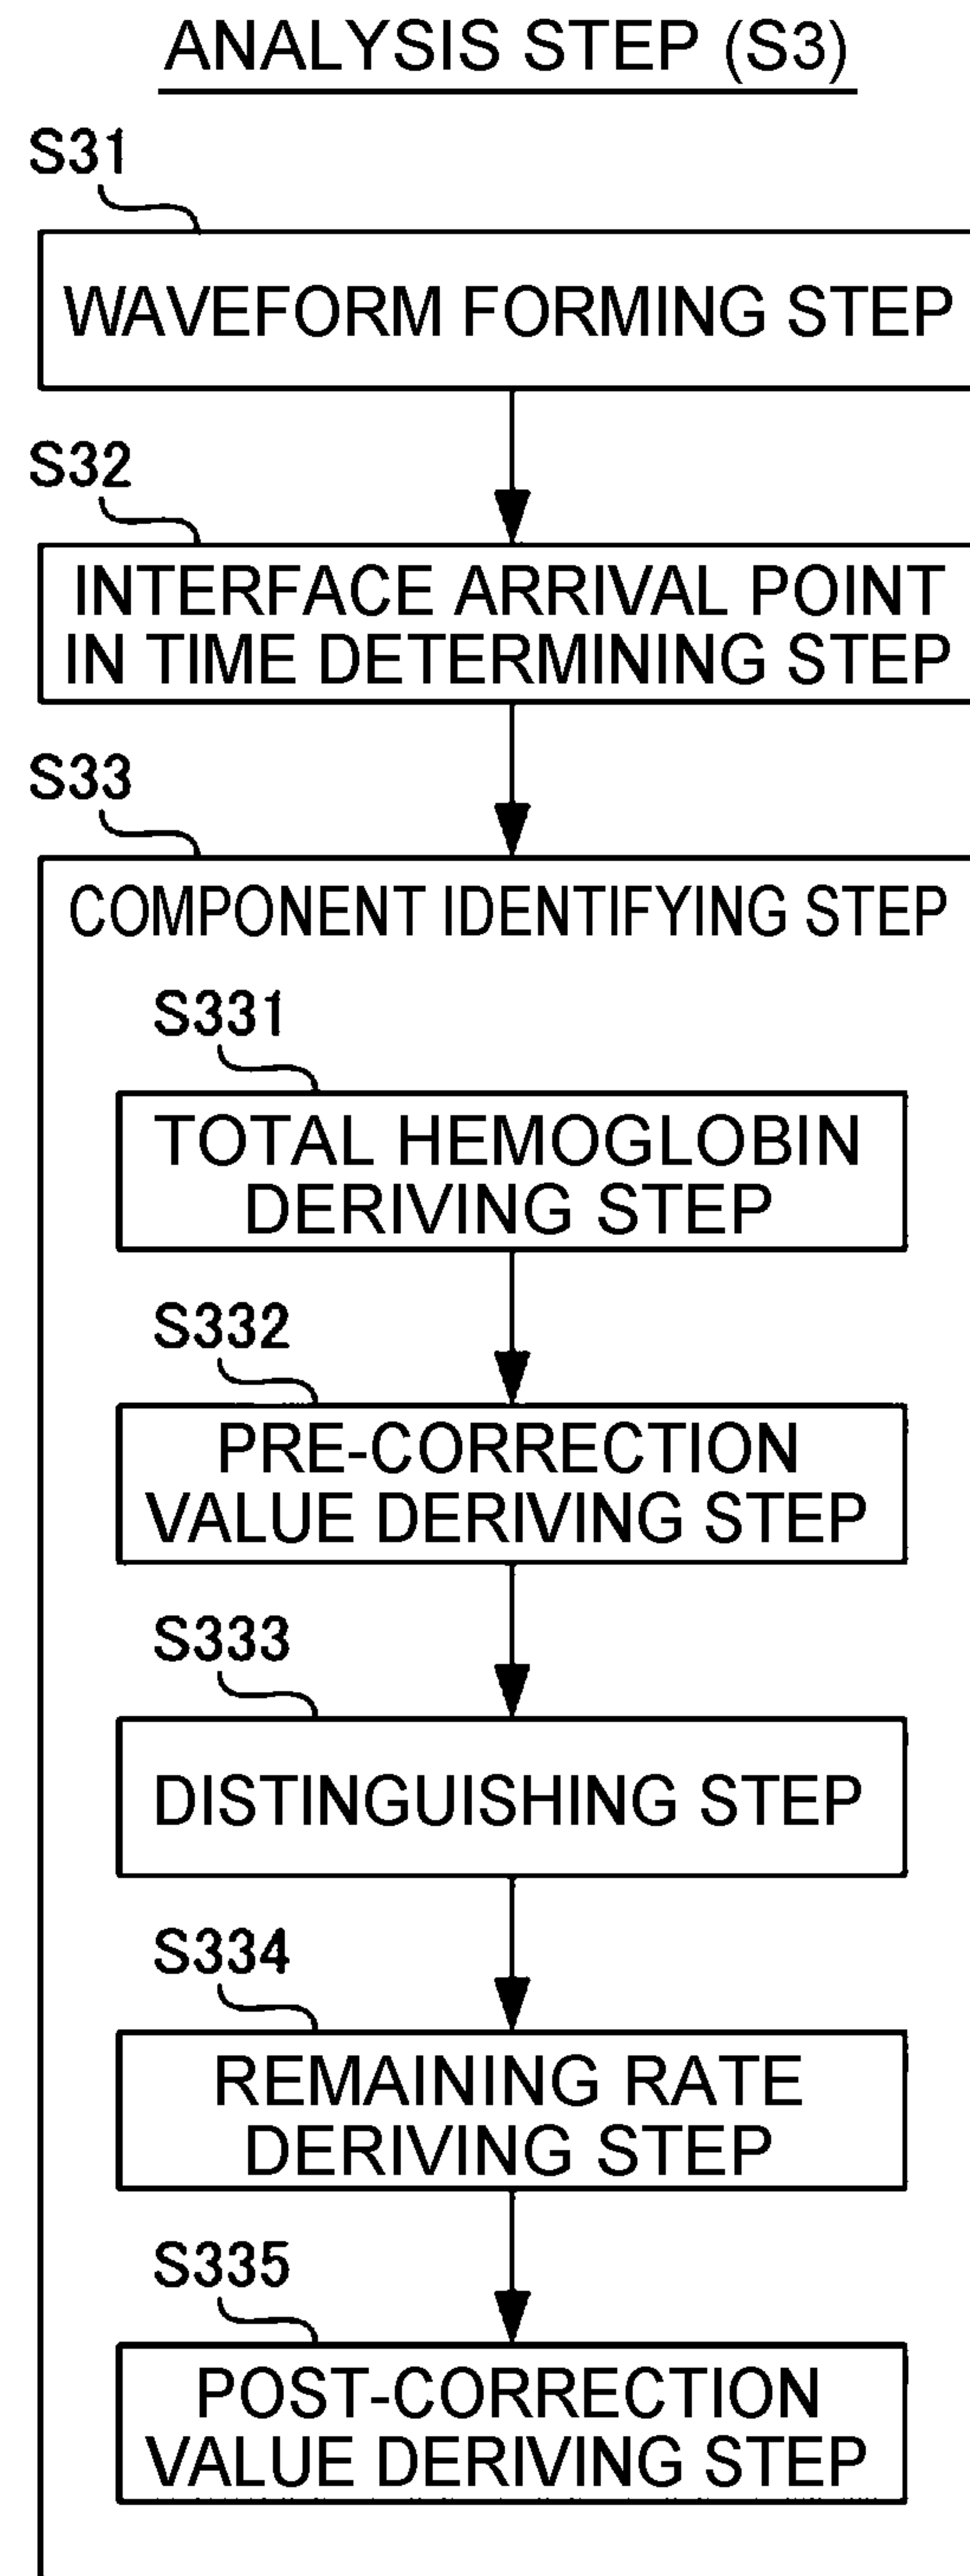 ANALYSIS STEP (S3)
S31
WAVEFORM FORMING STEP
S32
INTERFACE ARRIVAL POINT
IN TIME DETERMINING STEP
S33
COMPONENT IDENTIFYING STEP
S331
TOTAL HEMOGLOBIN
DERIVING STEP
S332
PRE-CORRECTION
VALUE DERIVING STEP
S333
DISTINGUISHING STEP
S334
REMAINING RATE
DERIVING STEP
S335
POST-CORRECTION
VALUE DERIVING STEP